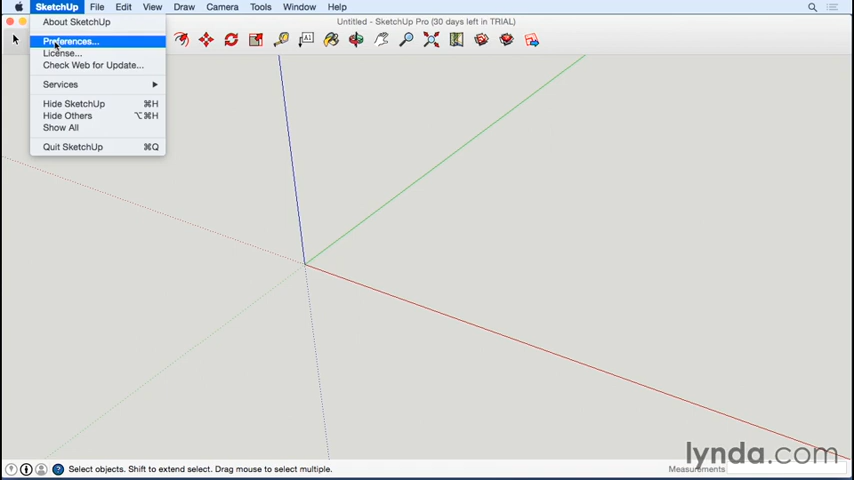 SketchUp File Edit View Draw Camera Tools Window Help
Untitled - SketchUp Pro (30 days left in TRIAL)
About SketchUp
Preferences...
License...
Check Web for Update...
Services
Hide SketchUp ⌘H
Hide Others ⌥⌘H
Show All
Quit SketchUp ⌘Q
A1
lynda.com
Select objects. Shift to extend select. Drag mouse to select multiple.
Measurements